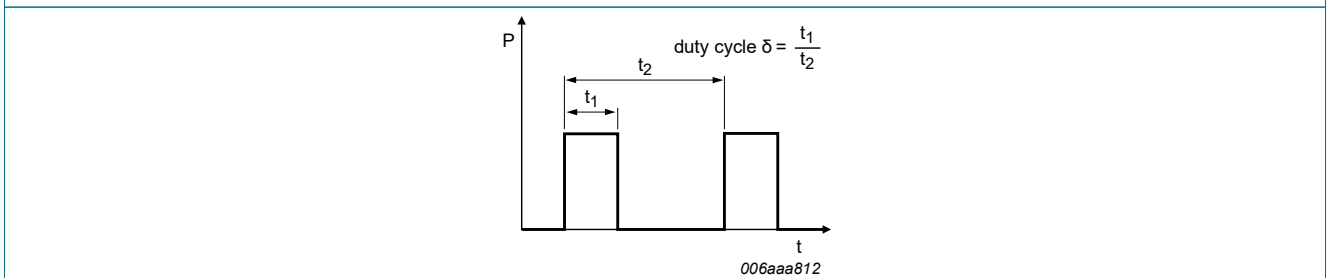 P
duty cycle δ = t1
t2
t2
t1
t
006aaa812